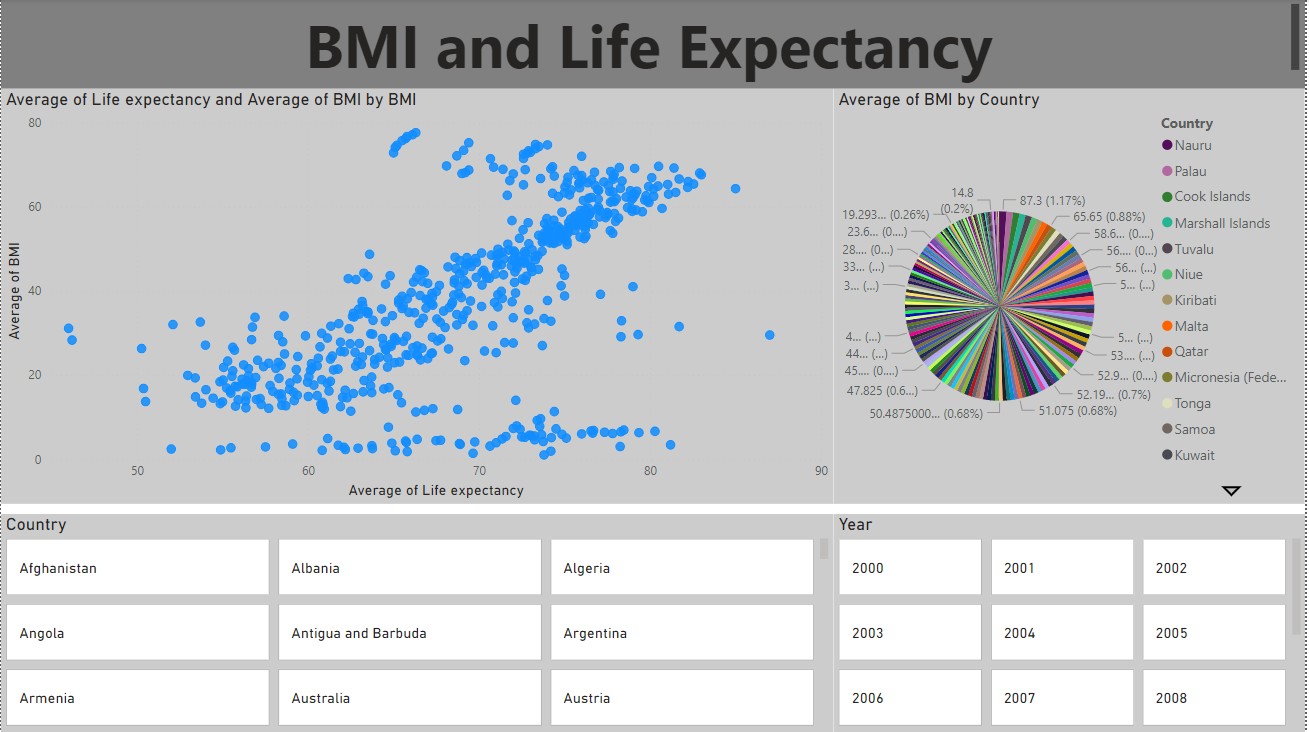 BMI and Life Expectancy
Average of Life expectancy and Average of BMI by BMI
80
60
40
20
0
Average of BMI
50
60
70
80
90
Average of Life expectancy
Average of BMI by Country
14.8
(0.2%)
87.3 (1.17%)
19.293... (0.26%)
65.65 (0.88%)
23.6... (0....)
58.6... (0....)
28.... (0...)
56.... (0...)
33... (...)
56... (...)
3... (...)
5... (...)
4... (...)
5... (...)
44... (...)
53.... (...)
45.... (0....)
52.9... (0....)
47.825 (0.6...)
52.19... (0.7%)
50.4875000... (0.68%)
51.075 (0.68%)
Country
Nauru
Palau
Cook Islands
Marshall Islands
Tuvalu
Niue
Kiribati
Malta
Qatar
Micronesia (Fede...
Tonga
Samoa
Kuwait
Country
Afghanistan
Albania
Algeria
Angola
Antigua and Barbuda
Argentina
Armenia
Australia
Austria
Year
2000
2001
2002
2003
2004
2005
2006
2007
2008